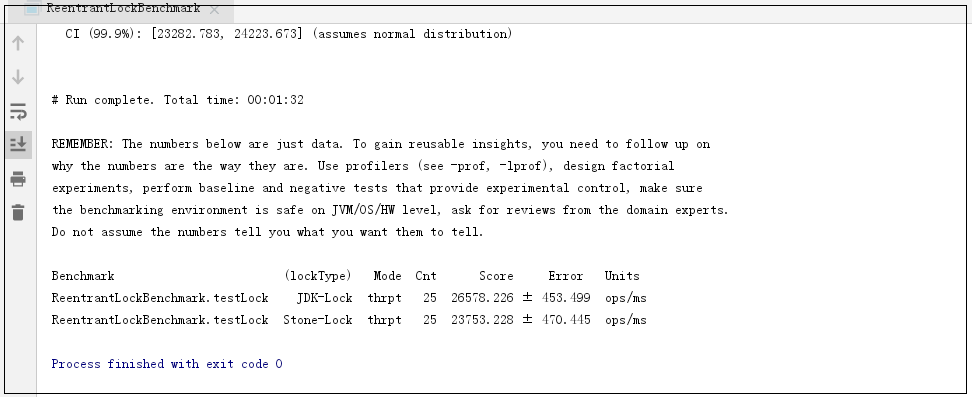 ReentrantLockBenchmark
CI (99.9%): [23282.783, 24223.673] (assumes normal distribution)
# Run complete. Total time: 00:01:32
REMEMBER: The numbers below are just data. To gain reusable insights, you need to follow up on
why the numbers are the way they are. Use profilers (see -prof, -lprof), design factorial
experiments, perform baseline and negative tests that provide experimental control, make sure
the benchmarking environment is safe on JVM/OS/HW level, ask for reviews from the domain experts.
Do not assume the numbers tell you what you want them to tell.
Benchmark (lockType) Mode Cnt Score Error Units
ReentrantLockBenchmark.testLock JDK-Lock thrpt 25 26578.226 ± 453.499 ops/ms
ReentrantLockBenchmark.testLock Stone-Lock thrpt 25 23753.228 ± 470.445 ops/ms
Process finished with exit code 0